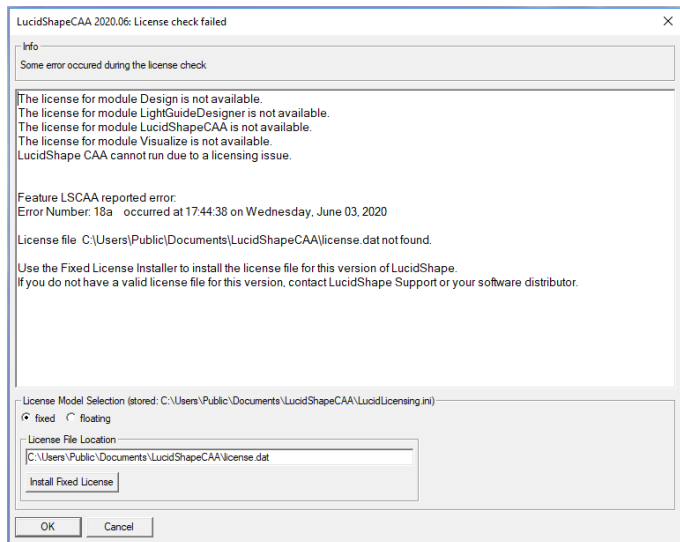 LucidShapeCAA 2020.06: License check failed
Info
Some error occured during the license check
The license for module Design is not available.
The license for module LightGuideDesigner is not available.
The license for module LucidShapeCAA is not available.
The license for module Visualize is not available.
LucidShape CAA cannot run due to a licensing issue.
Feature LSCAA reported error:
Error Number: 18a occurred at 17:44:38 on Wednesday, June 03, 2020
License file C:\Users\Public\Documents\LucidShapeCAA\license.dat not found.
Use the Fixed License Installer to install the license file for this version of LucidShape.
If you do not have a valid license file for this version, contact LucidShape Support or your software distributor.
License Model Selection (stored: C:\Users\Public\Documents\LucidShapeCAA\LucidLicensing.ini)
fixed floating
License File Location
C:\Users\Public\Documents\LucidShapeCAA\license.dat
Install Fixed License
OK Cancel